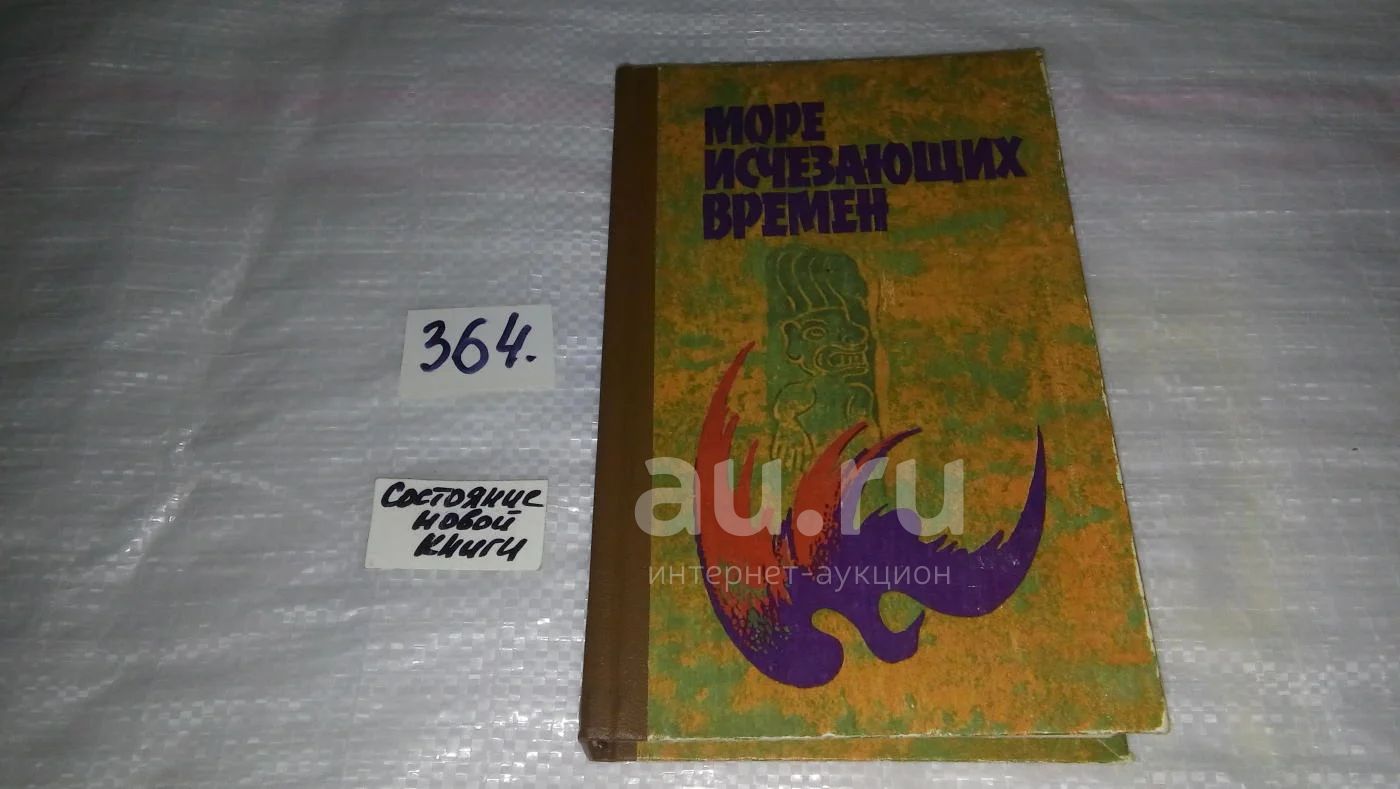 МОРЕ
ИСЧЕЗАЮЩИХ
ВРЕМЕН
364.
Состояние
новой
книги
au.ru
интернет-аукцион